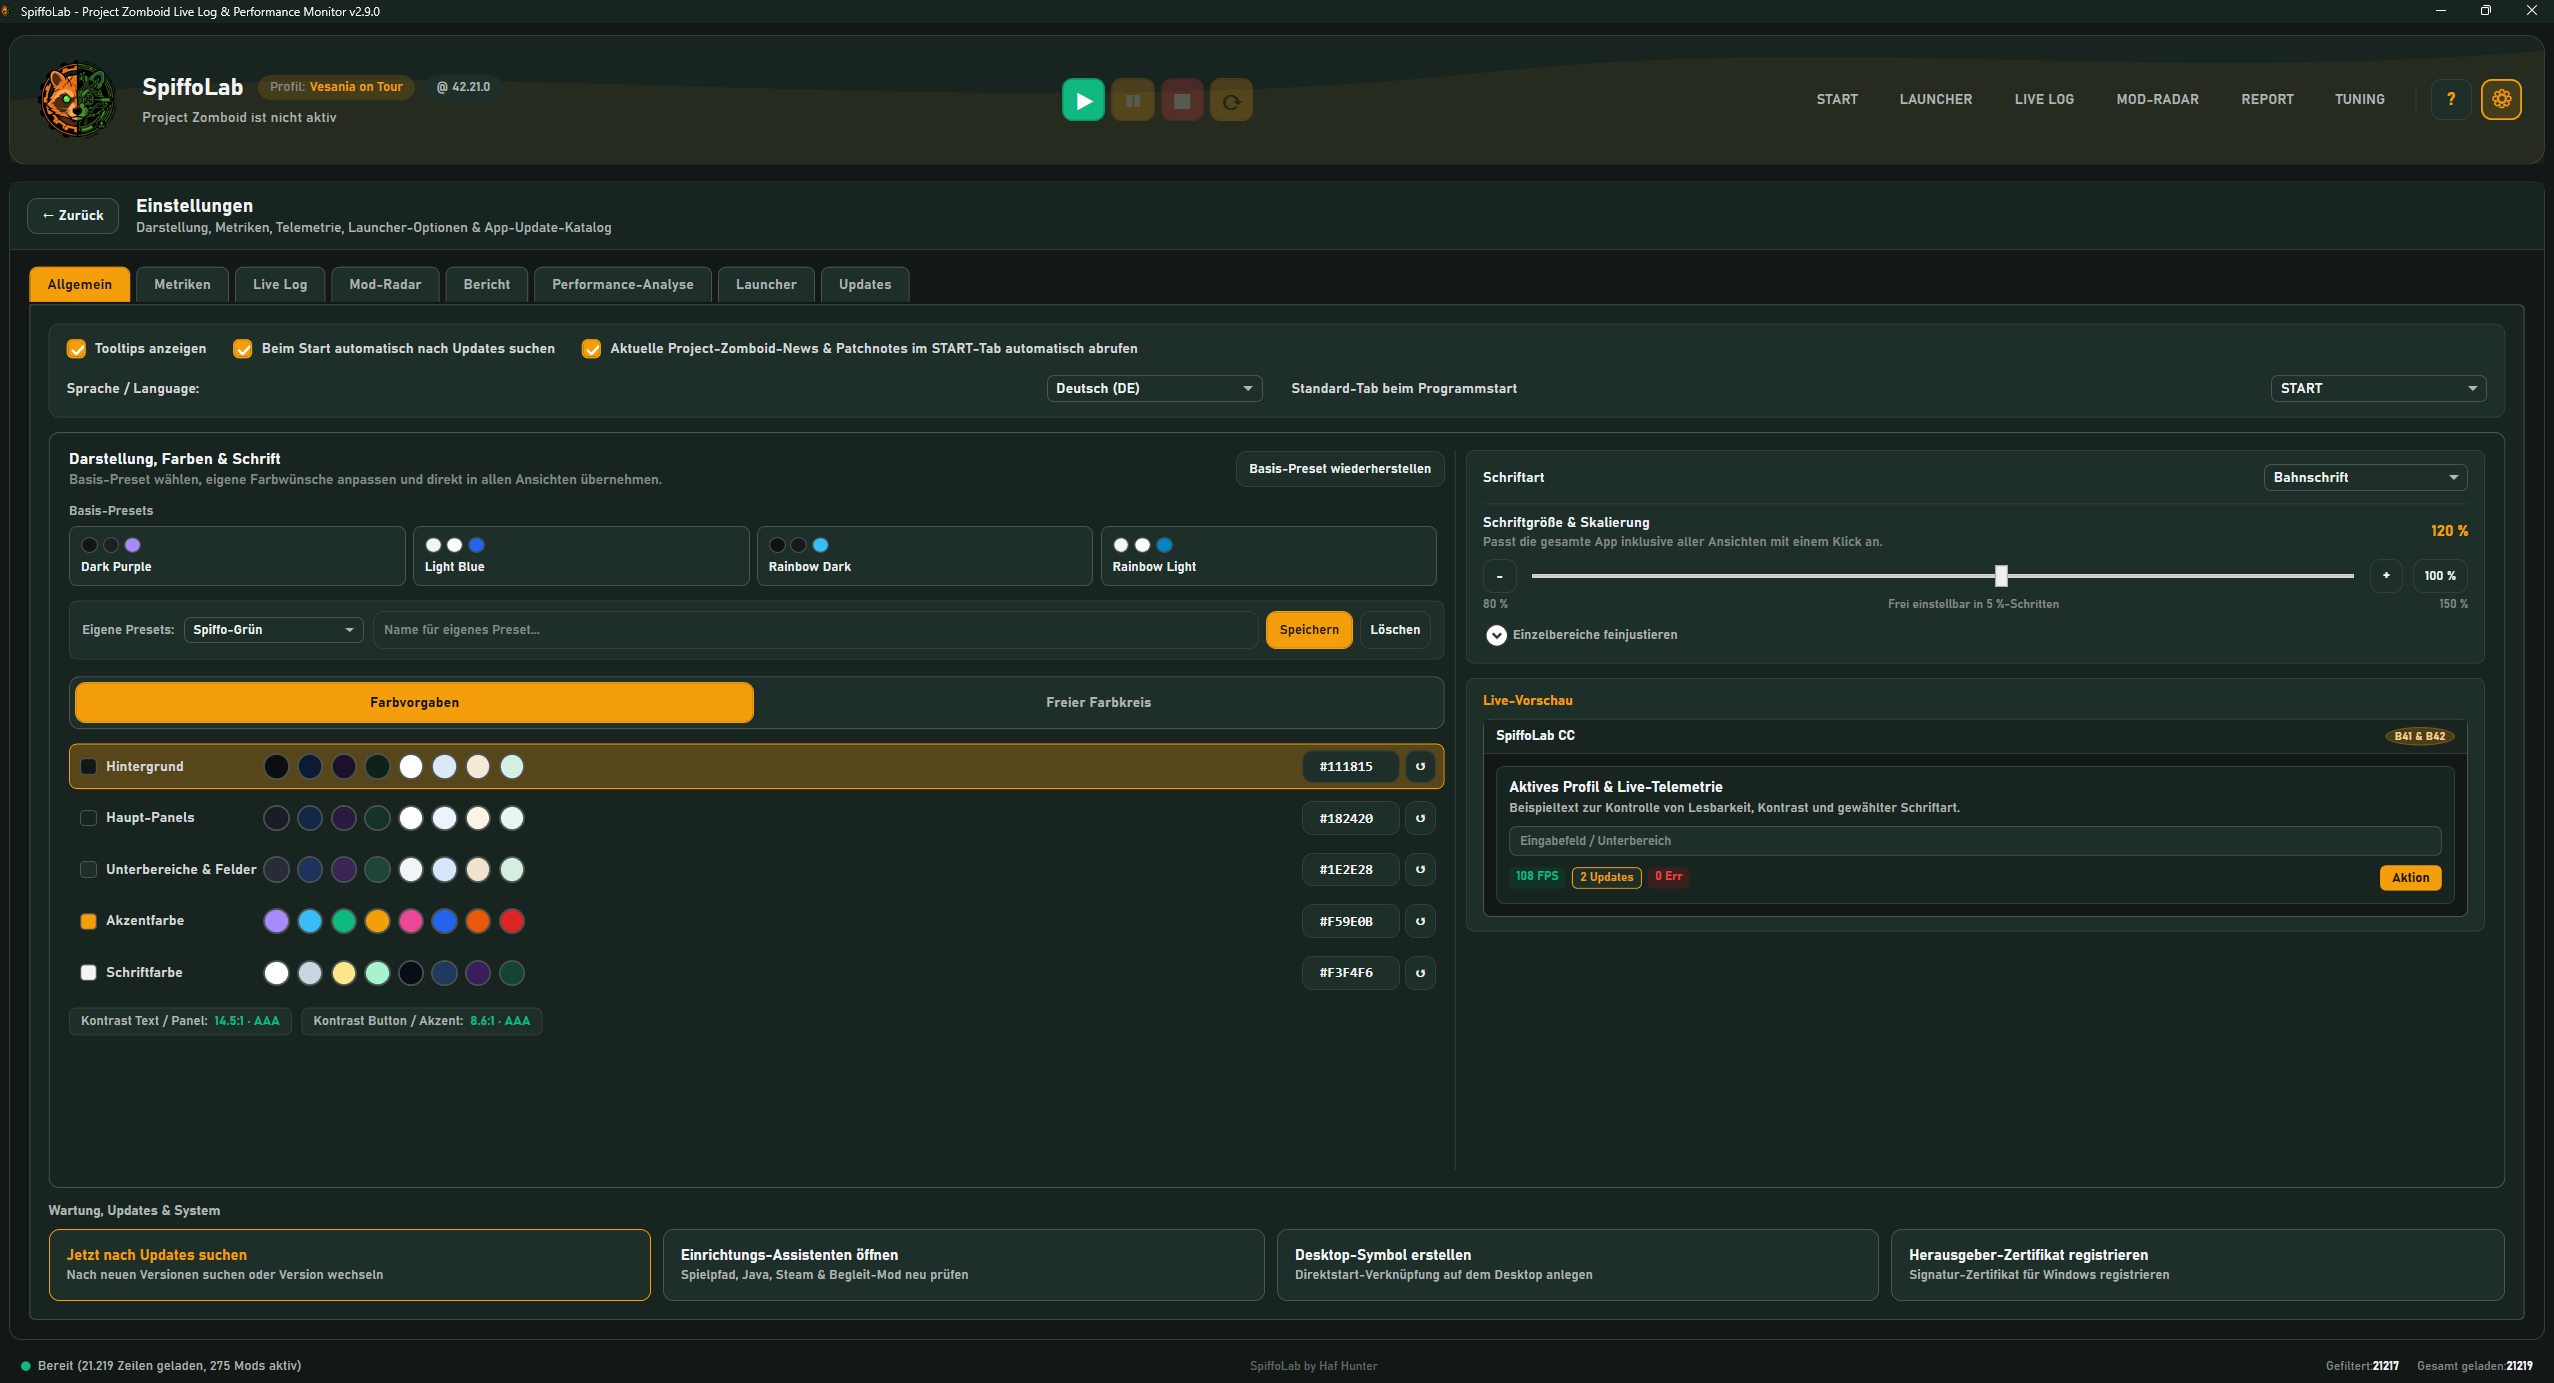 SpiffoLab - Project Zomboid Live Log & Performance Monitor v2.9.0
SpiffoLab Profil: Vesania on Tour @ 42.21.0
Project Zomboid ist nicht aktiv
START LAUNCHER LIVE LOG MOD-RADAR REPORT TUNING ?
← Zurück
Einstellungen
Darstellung, Metriken, Telemetrie, Launcher-Optionen & App-Update-Katalog
Allgemein Metriken Live Log Mod-Radar Bericht Performance-Analyse Launcher Updates
Tooltips anzeigen Beim Start automatisch nach Updates suchen Aktuelle Project-Zomboid-News & Patchnotes im START-Tab automatisch abrufen
Sprache / Language: Deutsch (DE) Standard-Tab beim Programmstart START
Darstellung, Farben & Schrift
Basis-Preset wählen, eigene Farbwünsche anpassen und direkt in allen Ansichten übernehmen.
Basis-Preset wiederherstellen
Basis-Presets
Dark Purple Light Blue Rainbow Dark Rainbow Light
Eigene Presets: Spiffo-Grün Name für eigenes Preset... Speichern Löschen
Farbvorgaben Freier Farbkreis
Hintergrund #111815
Haupt-Panels #182420
Unterbereiche & Felder #1E2E28
Akzentfarbe #F59E0B
Schriftfarbe #F3F4F6
Kontrast Text / Panel: 14.5:1 · AAA Kontrast Button / Akzent: 8.6:1 · AAA
Schriftart Bahnschrift
Schriftgröße & Skalierung
Passt die gesamte App inklusive aller Ansichten mit einem Klick an.
120 %
- + 100 %
80 % Frei einstellbar in 5 %-Schritten 150 %
Einzelbereiche feinjustieren
Live-Vorschau
SpiffoLab CC B41 & B42
Aktives Profil & Live-Telemetrie
Beispieltext zur Kontrolle von Lesbarkeit, Kontrast und gewählter Schriftart.
Eingabefeld / Unterbereich
108 FPS 2 Updates 0 Err Aktion
Wartung, Updates & System
Jetzt nach Updates suchen
Nach neuen Versionen suchen oder Version wechseln
Einrichtungs-Assistenten öffnen
Spielpfad, Java, Steam & Begleit-Mod neu prüfen
Desktop-Symbol erstellen
Direktstart-Verknüpfung auf dem Desktop anlegen
Herausgeber-Zertifikat registrieren
Signatur-Zertifikat für Windows registrieren
Bereit (21.219 Zeilen geladen, 275 Mods aktiv) SpiffoLab by Haf Hunter Gefiltert:21217 Gesamt geladen:21219